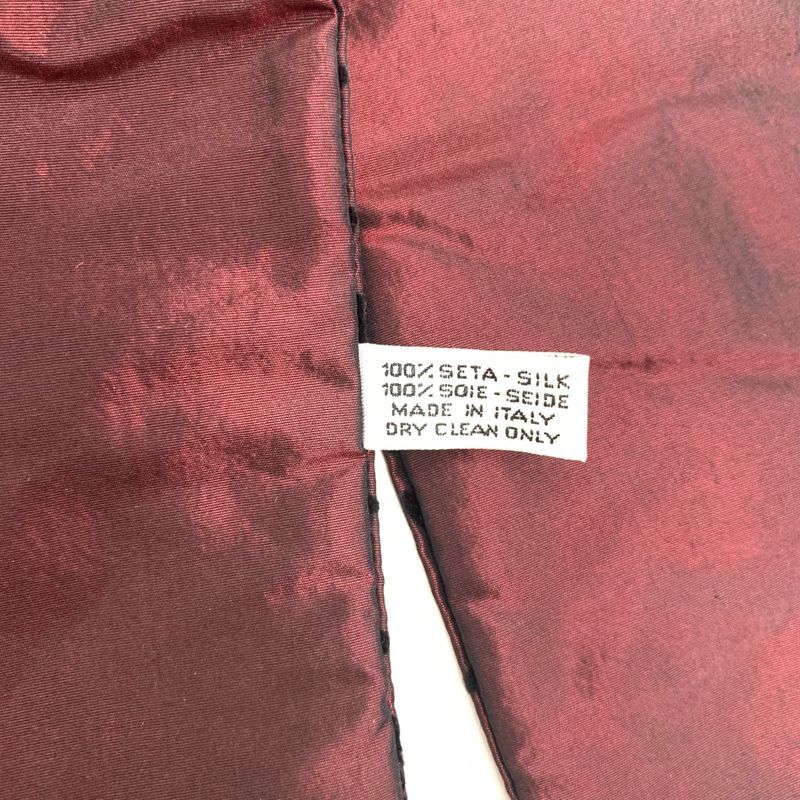 100% SETA - SILK
100% SOIE - SEIDE
MADE IN ITALY
DRY CLEAN ONLY